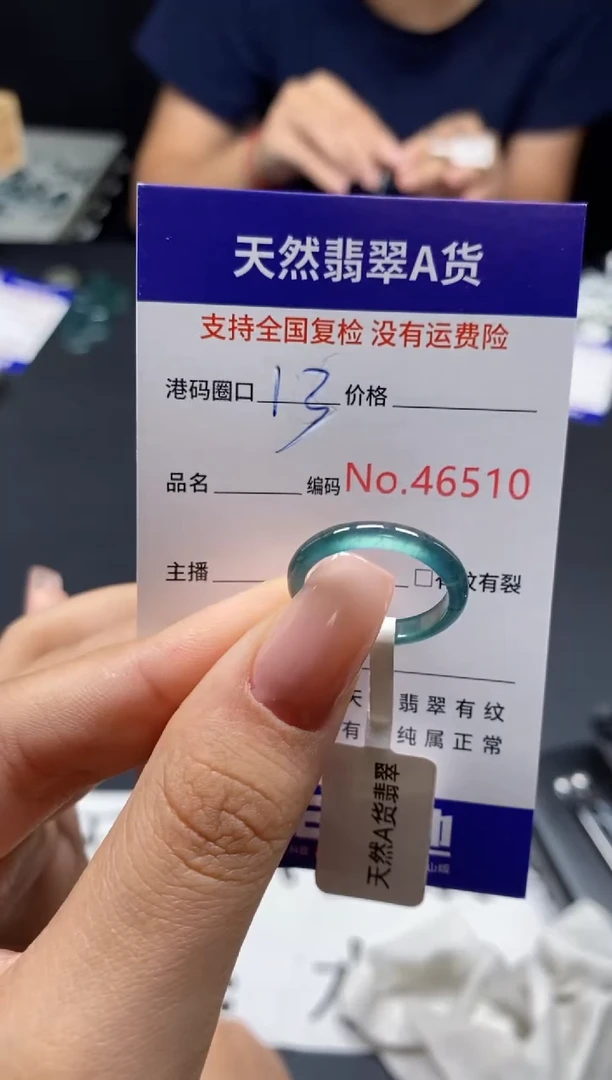 天然翡翠A货
支持全国复检 没有运费险
港码圈口 13 价格
品名 编码 No.46510
主播 □有纹有裂
天 翡翠有纹
有 纯属正常
天然A货翡翠